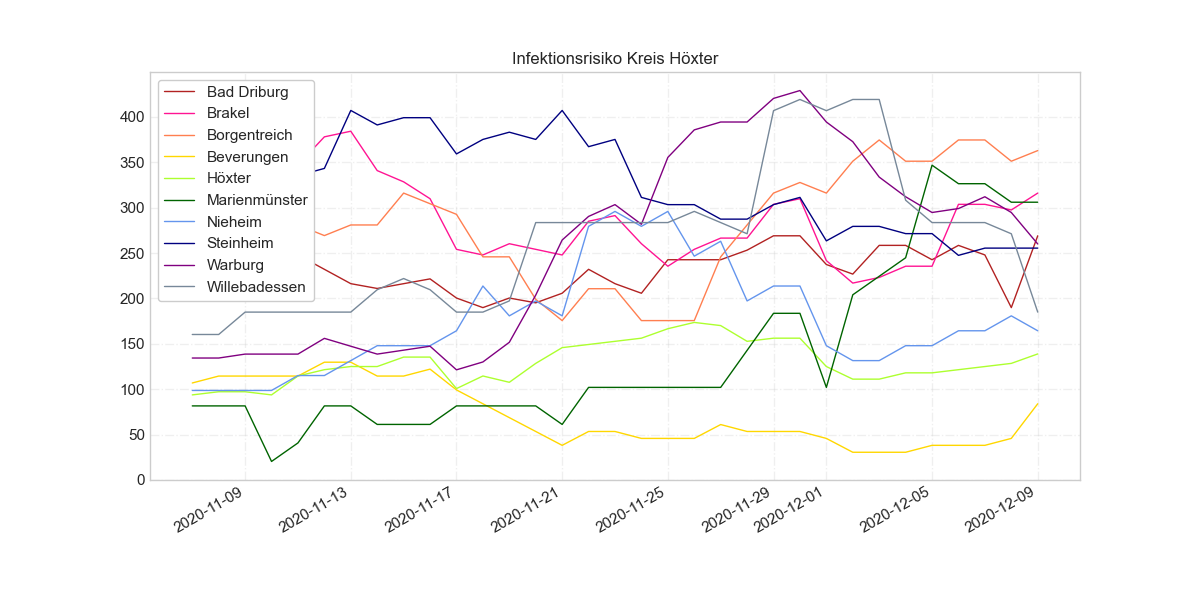 Infektionsrisiko Kreis Höxter
Bad Driburg
Brakel
Borgentreich
Beverungen
Höxter
Marienmünster
Nieheim
Steinheim
Warburg
Willebadessen
400
350
300
250
200
150
100
50
0
2020-11-09
2020-11-13
2020-11-17
2020-11-21
2020-11-25
2020-11-29
2020-12-01
2020-12-05
2020-12-09